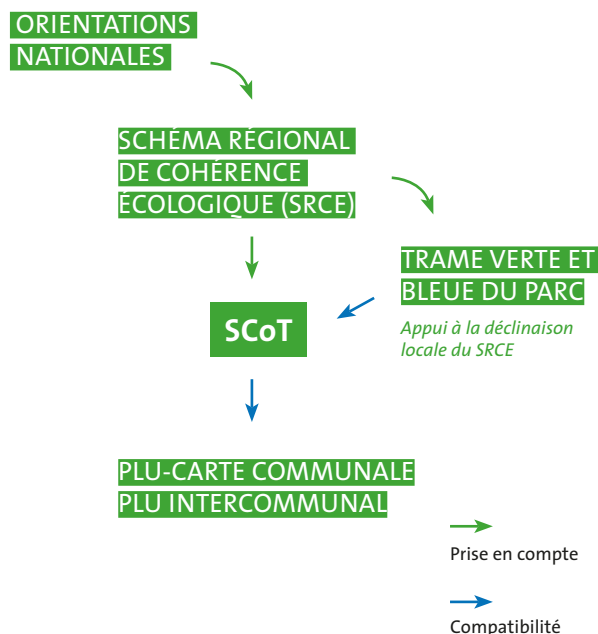 ORIENTATIONS
NATIONALES
SCHÉMA RÉGIONAL
DE COHÉRENCE
ÉCOLOGIQUE (SRCE)
TRAME VERTE ET
BLEUE DU PARC
Appui à la déclinaison
locale du SRCE
SCoT
PLU-CARTE COMMUNALE
PLU INTERCOMMUNAL
Prise en compte
Compatibilité